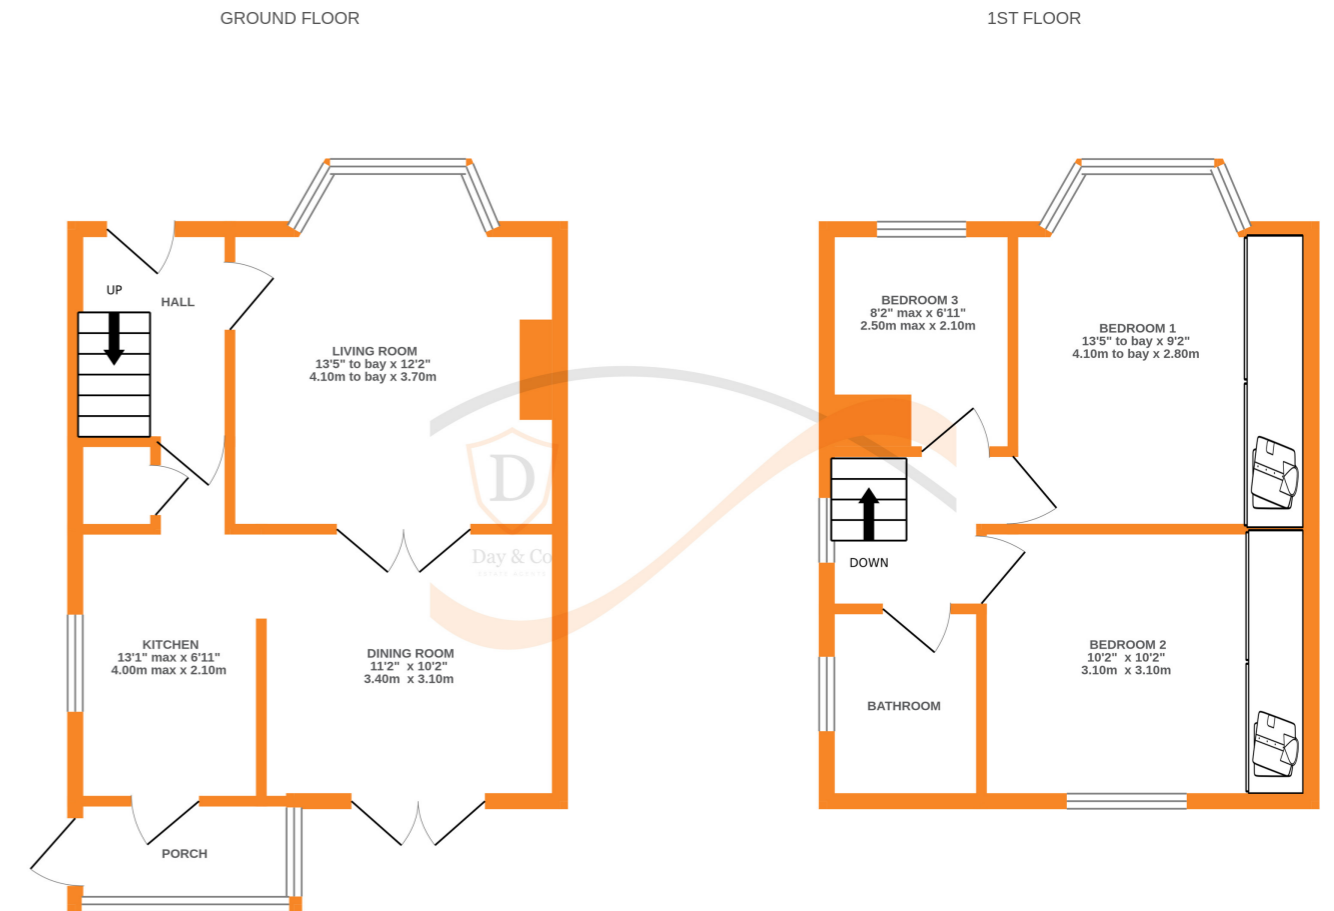 GROUND FLOOR
1ST FLOOR
UP
HALL
LIVING ROOM
13'5" to bay x 12'2"
4.10m to bay x 3.70m
KITCHEN
13'1" max x 6'11"
4.00m max x 2.10m
DINING ROOM
11'2" x 10'2"
3.40m x 3.10m
PORCH
D
Day & Co
BEDROOM 3
8'2" max x 6'11"
2.50m max x 2.10m
BEDROOM 1
13'5" to bay x 9'2"
4.10m to bay x 2.80m
DOWN
BEDROOM 2
10'2" x 10'2"
3.10m x 3.10m
BATHROOM